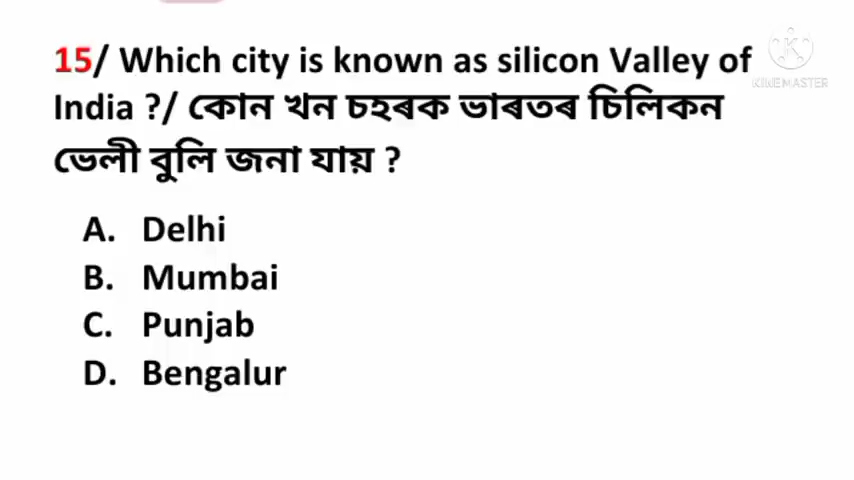 15/ Which city is known as silicon Valley of
India ?/ কোন খন চহৰক ভাৰতৰ চিলিকন
ভেলী বুলি জনা যায় ?
A. Delhi
B. Mumbai
C. Punjab
D. Bengalur
KINEMASTER